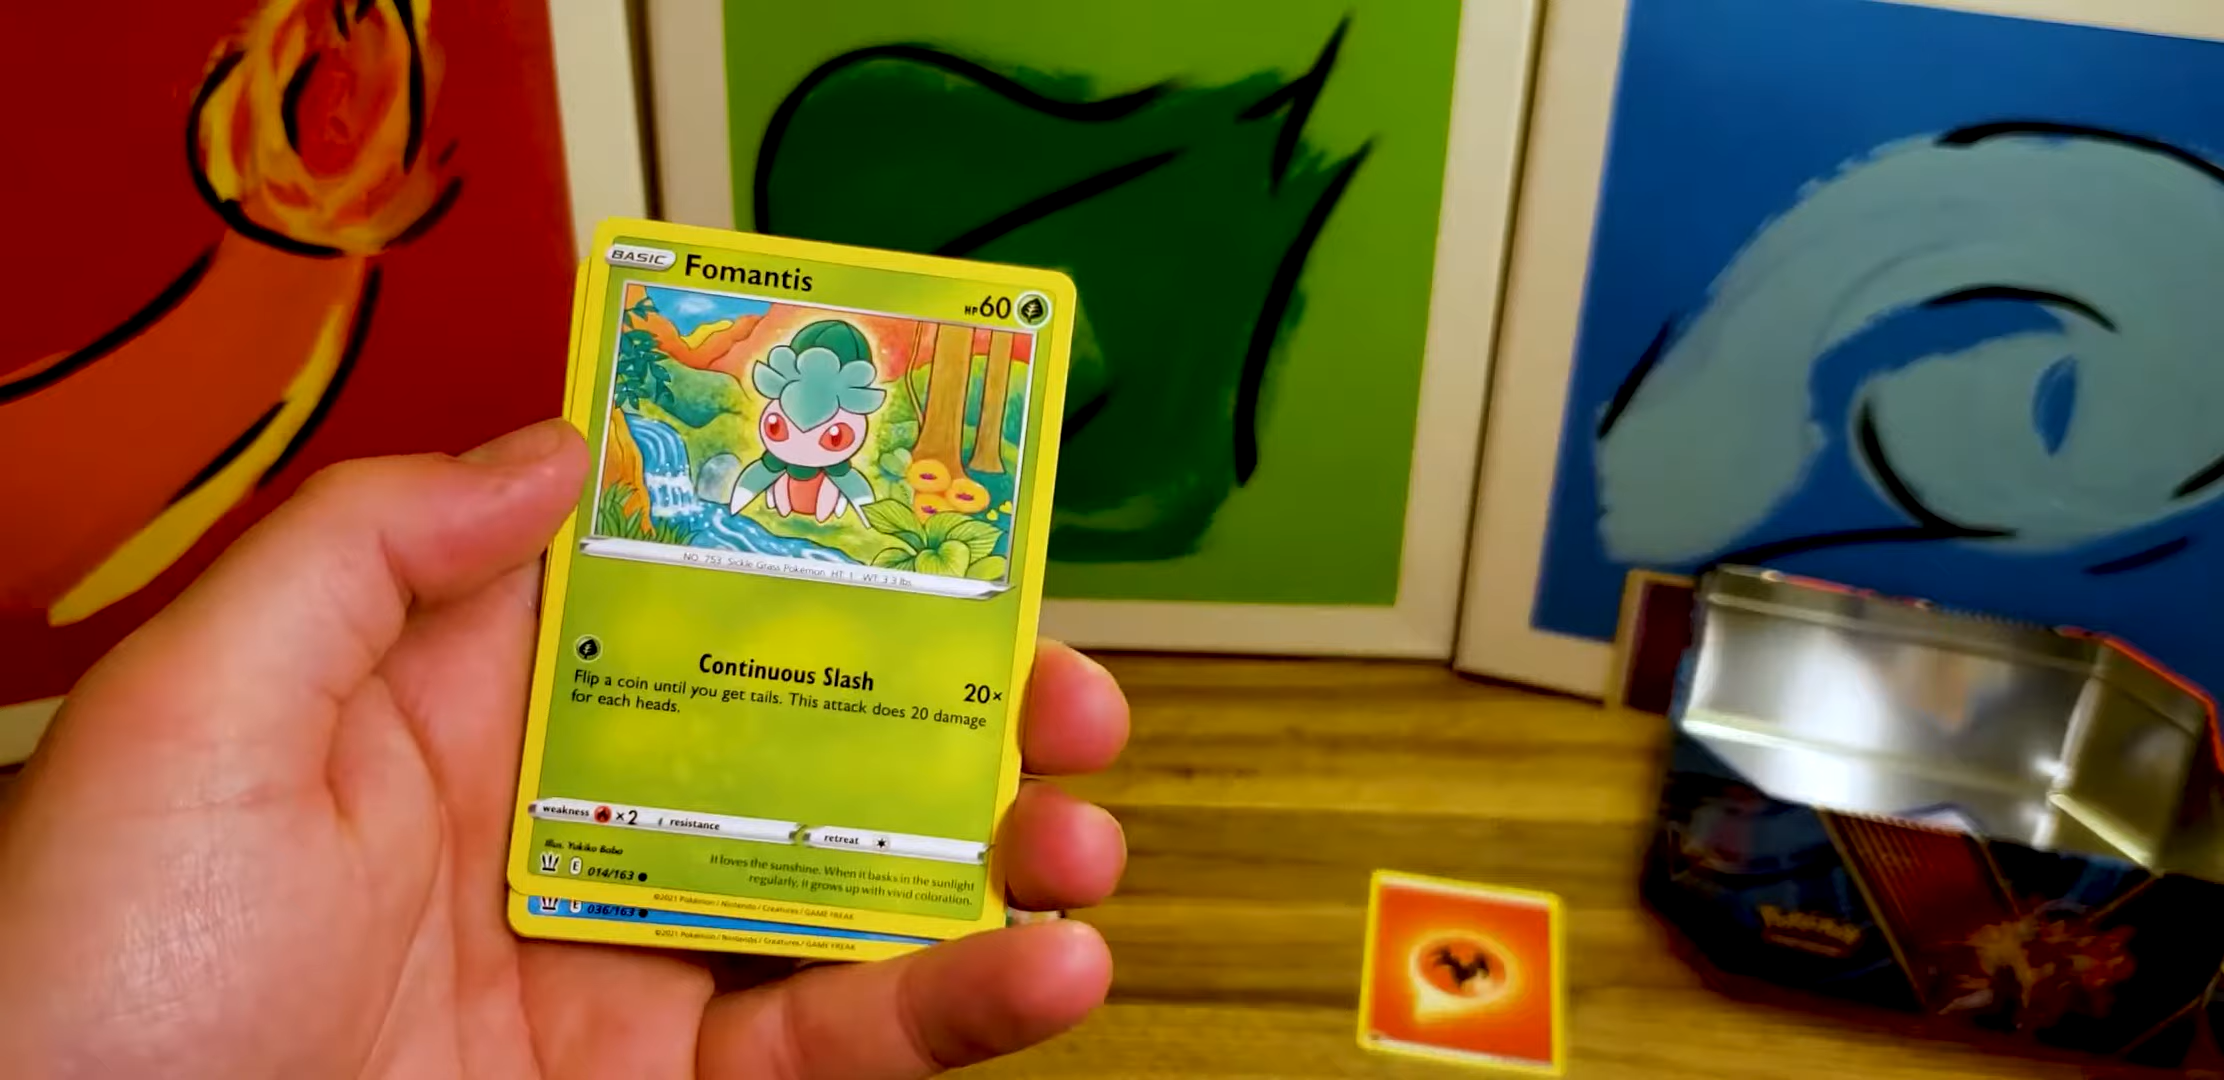 BASIC Fomantis HP 60
NO. 753 Sickle Grass Pokémon HT: 1' WT: 3.3 lbs.
Continuous Slash 20×
Flip a coin until you get tails. This attack does 20 damage
for each heads.
weakness ×2 resistance retreat
Illus. Yukiko Baba
E 014/163
It loves the sunshine. When it basks in the sunlight
regularly, it grows up with vivid coloration.
©2021 Pokémon / Nintendo / Creatures / GAME FREAK
E 036/163
©2021 Pokémon / Nintendo / Creatures / GAME FREAK
Pokémon